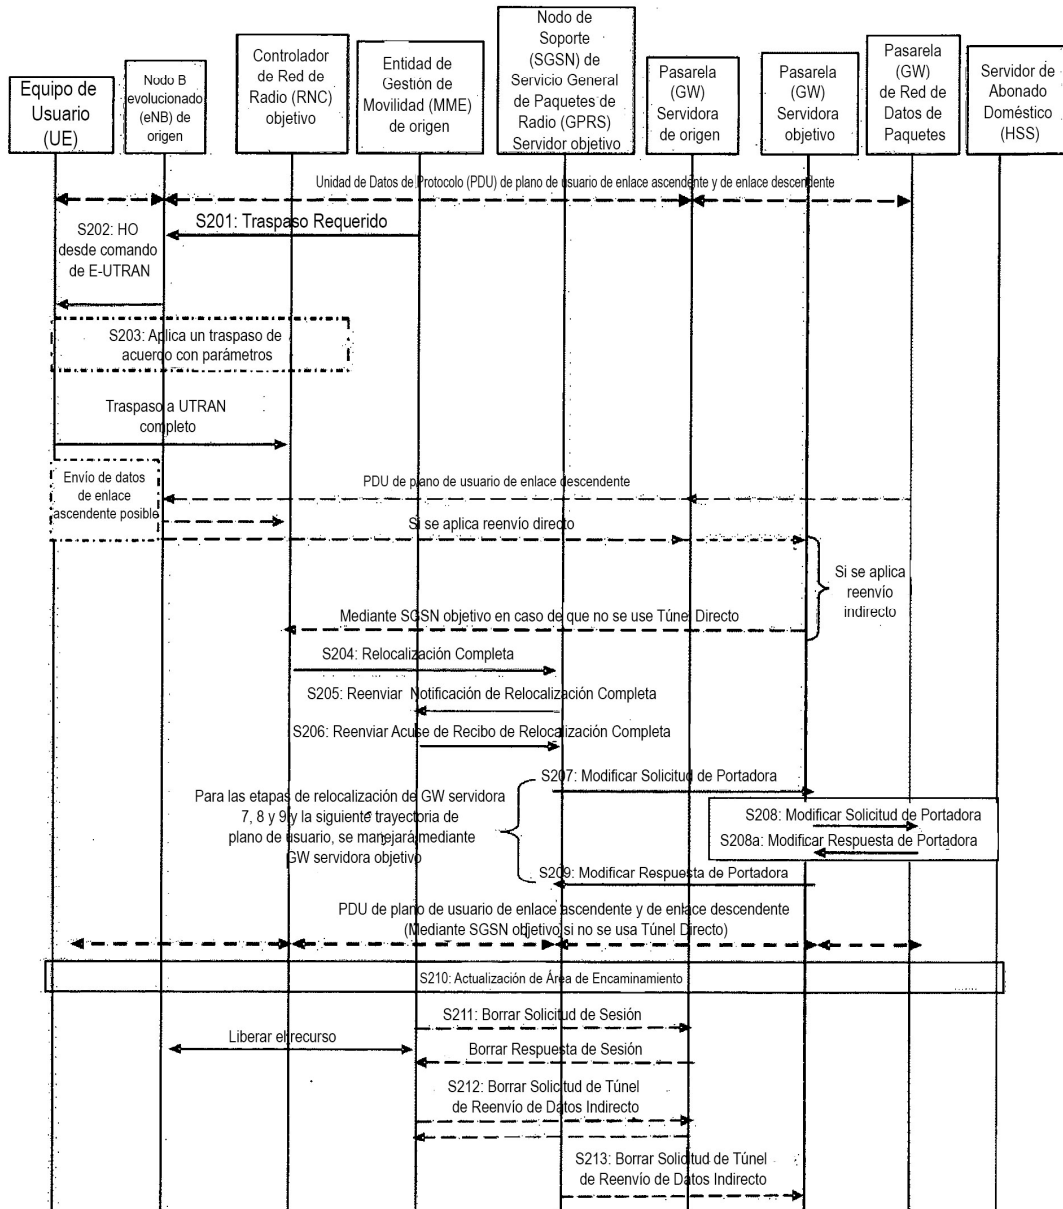 Equipo de
Usuario
(UE)
Nodo B
evolucionado
(eNB) de
origen
Controlador
de Red de
Radio (RNC)
objetivo
Entidad de
Gestión de
Movilidad (MME)
de origen
Nodo de
Soporte
(SGSN) de
Servicio General
de Paquetes de
Radio (GPRS)
Servidor objetivo
Pasarela
(GW)
Servidora
de origen
Pasarela
(GW)
Servidora
objetivo
Pasarela
(GW)
de Red de
Datos de
Paquetes
Servidor de
Abonado
Doméstico
(HSS)
Unidad de Datos de Protocolo (PDU) de plano de usuario de enlace ascendente y de enlace descendente
S201: Traspaso Requerido
S202: HO
desde comando
de E-UTRAN
S203: Aplica un traspaso de
acuerdo con parámetros
Traspaso a UTRAN
completo
Envío de datos
de enlace
ascendente posible
PDU de plano de usuario de enlace descendente
Si se aplica reenvío directo
Si se aplica
reenvío
indirecto
Mediante SGSN objetivo en caso de que no se use Túnel Directo
S204: Relocalización Completa
S205: Reenviar Notificación de Relocalización Completa
S206: Reenviar Acuse de Recibo de Relocalización Completa
S207: Modificar Solicitud de Portadora
Para las etapas de relocalización de GW servidora
7, 8 y 9 y la siguiente trayectoria de
plano de usuario, se manejará mediante
GW servidora objetivo
S208: Modificar Solicitud de Portadora
S208a: Modificar Respuesta de Portadora
S209: Modificar Respuesta de Portadora
PDU de plano de usuario de enlace ascendente y de enlace descendente
(Mediante SGSN objetivo si no se usa Túnel Directo)
S210: Actualización de Área de Encaminamiento
S211: Borrar Solicitud de Sesión
Liberar el recurso
Borrar Respuesta de Sesión
S212: Borrar Solicitud de Túnel
de Reenvío de Datos Indirecto
S213: Borrar Solicitud de Túnel
de Reenvío de Datos Indirecto